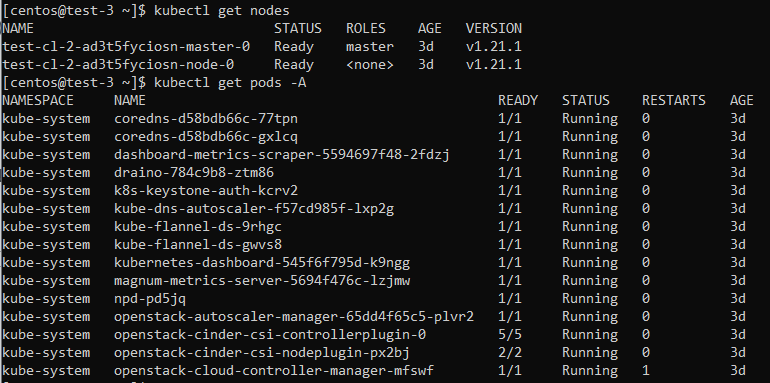 [centos@test-3 ~]$ kubectl get nodes
NAME STATUS ROLES AGE VERSION
test-cl-2-ad3t5fyciosn-master-0 Ready master 3d v1.21.1
test-cl-2-ad3t5fyciosn-node-0 Ready <none> 3d v1.21.1
[centos@test-3 ~]$ kubectl get pods -A
NAMESPACE NAME READY STATUS RESTARTS AGE
kube-system coredns-d58bdb66c-77tpn 1/1 Running 0 3d
kube-system coredns-d58bdb66c-gxlcq 1/1 Running 0 3d
kube-system dashboard-metrics-scraper-5594697f48-2fdzj 1/1 Running 0 3d
kube-system draino-784c9b8-ztm86 1/1 Running 0 3d
kube-system k8s-keystone-auth-kcrv2 1/1 Running 0 3d
kube-system kube-dns-autoscaler-f57cd985f-lxp2g 1/1 Running 0 3d
kube-system kube-flannel-ds-9rhgc 1/1 Running 0 3d
kube-system kube-flannel-ds-gwvs8 1/1 Running 0 3d
kube-system kubernetes-dashboard-545f6f795d-k9ngg 1/1 Running 0 3d
kube-system magnum-metrics-server-5694f476c-lzjmw 1/1 Running 0 3d
kube-system npd-pd5jq 1/1 Running 0 3d
kube-system openstack-autoscaler-manager-65dd4f65c5-plvr2 1/1 Running 0 3d
kube-system openstack-cinder-csi-controllerplugin-0 5/5 Running 0 3d
kube-system openstack-cinder-csi-nodeplugin-px2bj 2/2 Running 0 3d
kube-system openstack-cloud-controller-manager-mfswf 1/1 Running 1 3d